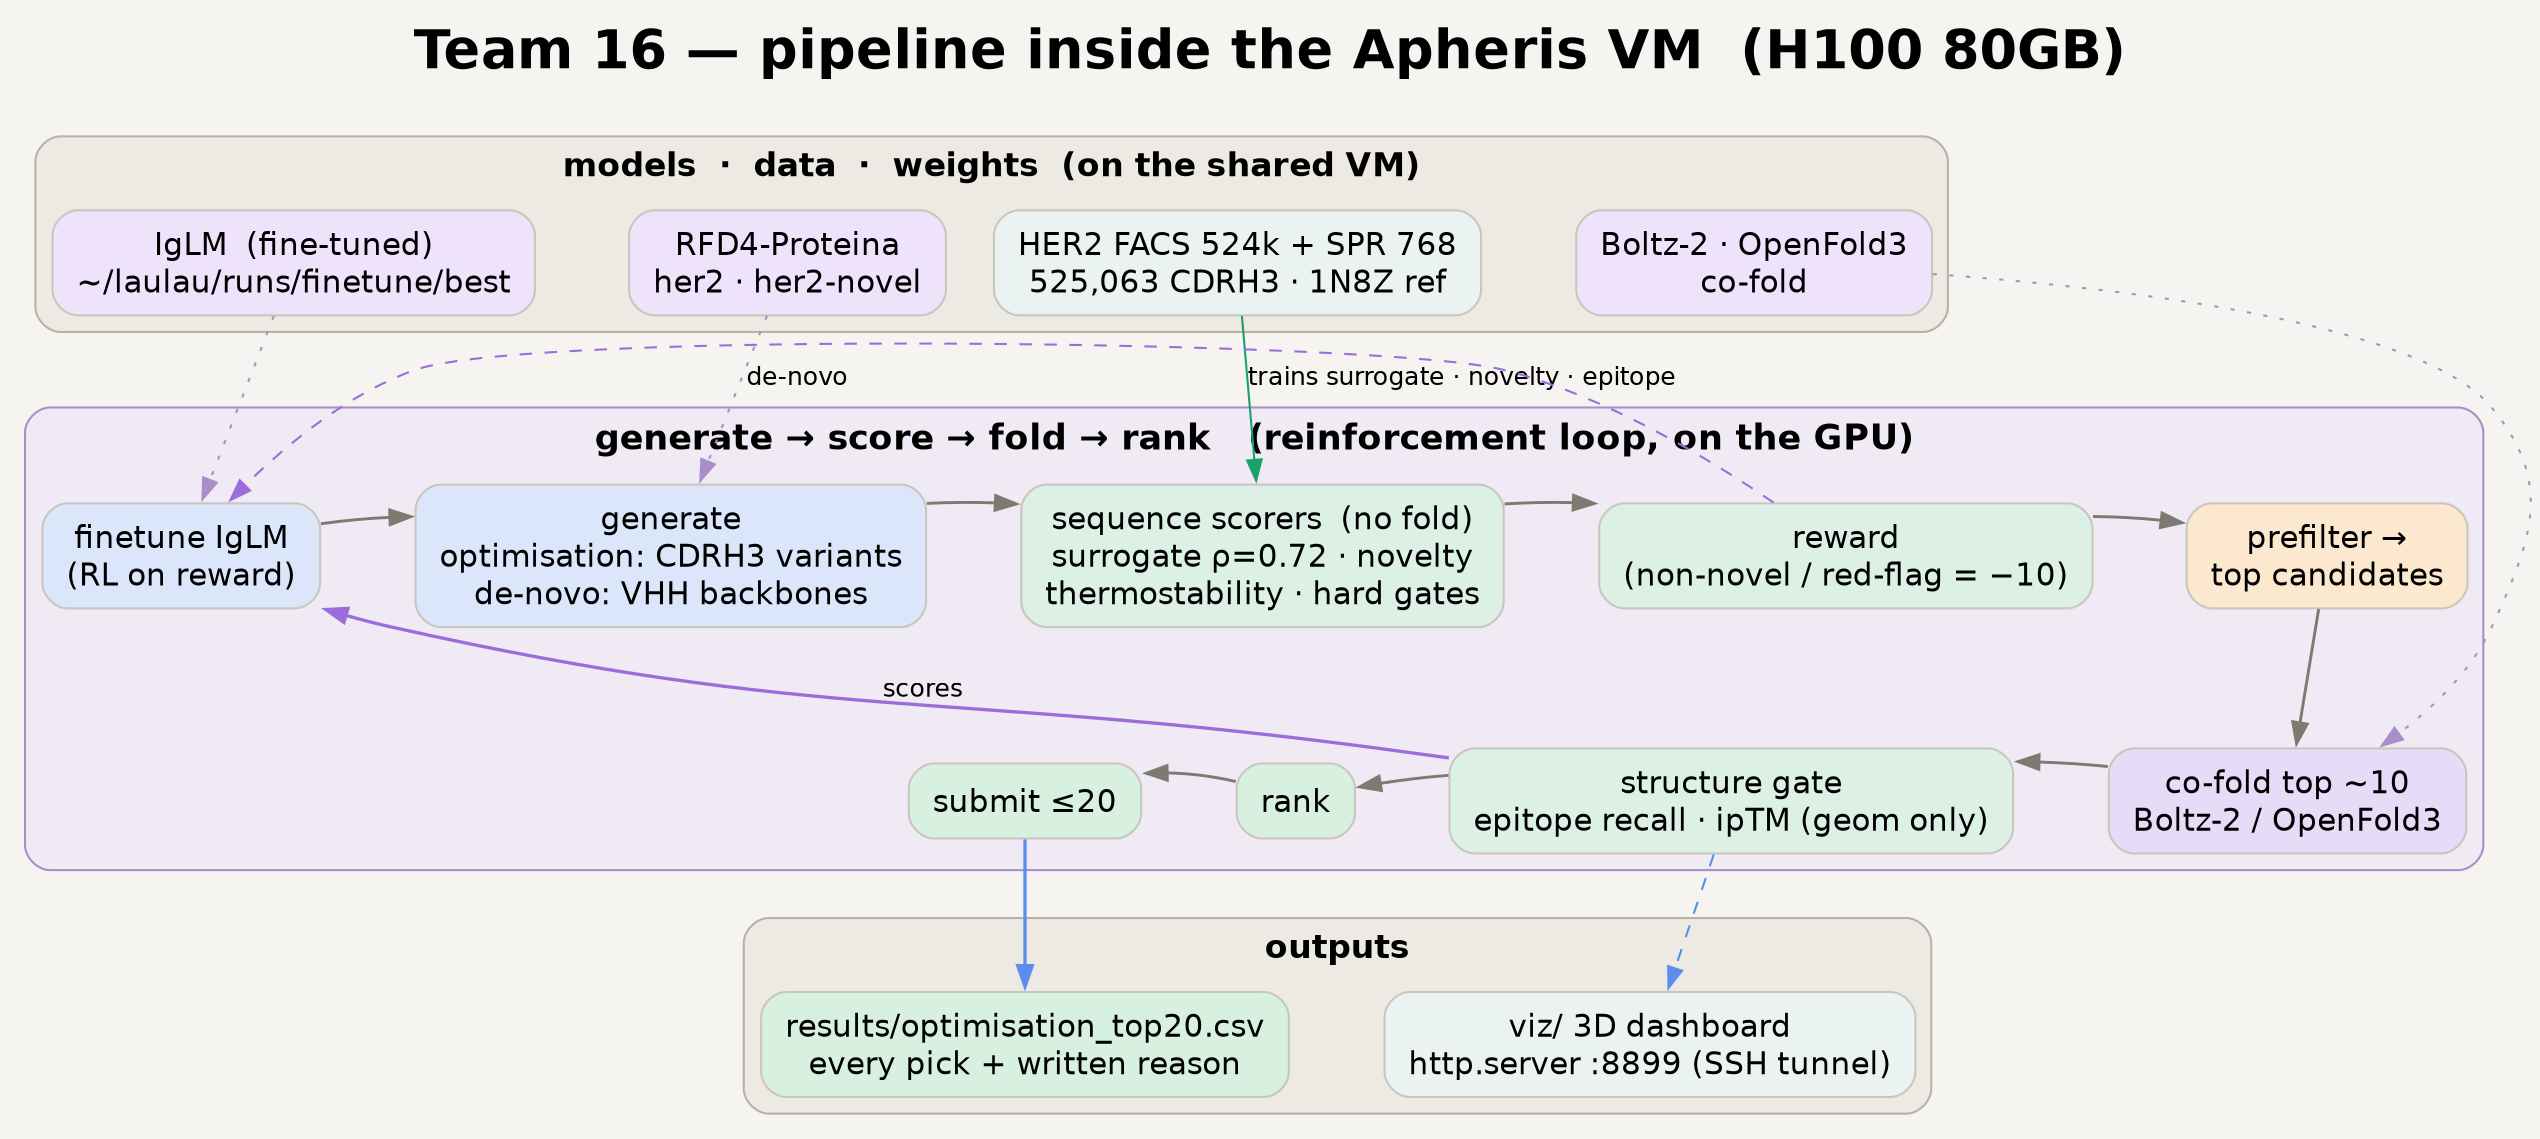 Team 16 — pipeline inside the Apheris VM (H100 80GB)
models · data · weights (on the shared VM)
IgLM (fine-tuned)
~/laulau/runs/finetune/best
RFD4-Proteina
her2 · her2-novel
HER2 FACS 524k + SPR 768
525,063 CDRH3 · 1N8Z ref
Boltz-2 · OpenFold3
co-fold
de-novo
trains surrogate · novelty · epitope
generate → score → fold → rank (reinforcement loop, on the GPU)
finetune IgLM
(RL on reward)
generate
optimisation: CDRH3 variants
de-novo: VHH backbones
sequence scorers (no fold)
surrogate ρ=0.72 · novelty
thermostability · hard gates
reward
(non-novel / red-flag = −10)
prefilter →
top candidates
scores
submit ≤20
rank
structure gate
epitope recall · ipTM (geom only)
co-fold top ~10
Boltz-2 / OpenFold3
outputs
results/optimisation_top20.csv
every pick + written reason
viz/ 3D dashboard
http.server :8899 (SSH tunnel)